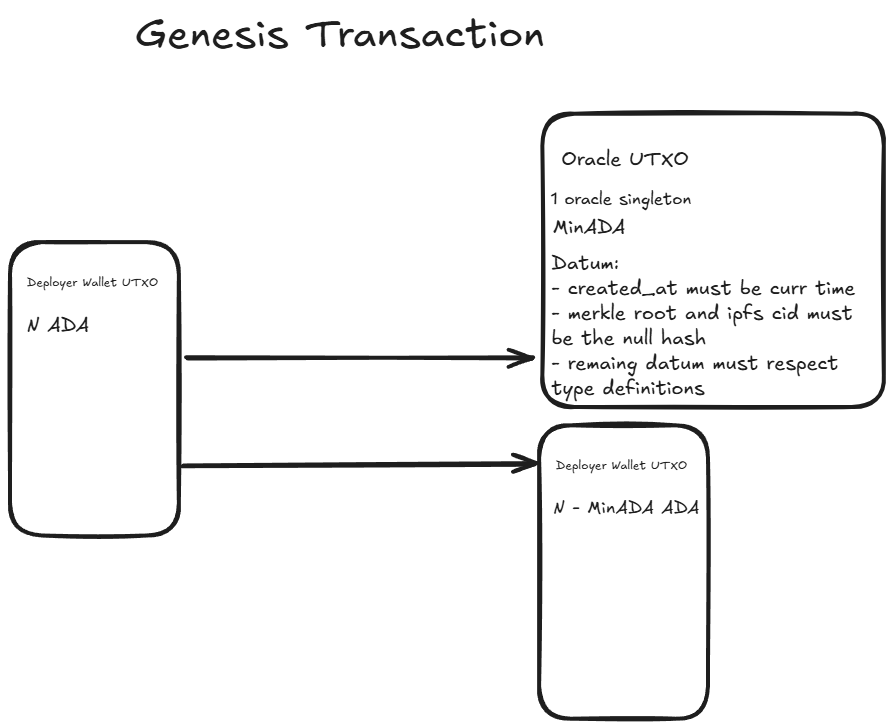 Genesis Transaction
Oracle UTXO
1 oracle singleton
MinADA
Datum:
- created_at must be curr time
- merkle root and ipfs cid must
be the null hash
- remaing datum must respect
type definitions
Deployer Wallet UTXO
N ADA
Deployer Wallet UTXO
N - MinADA ADA